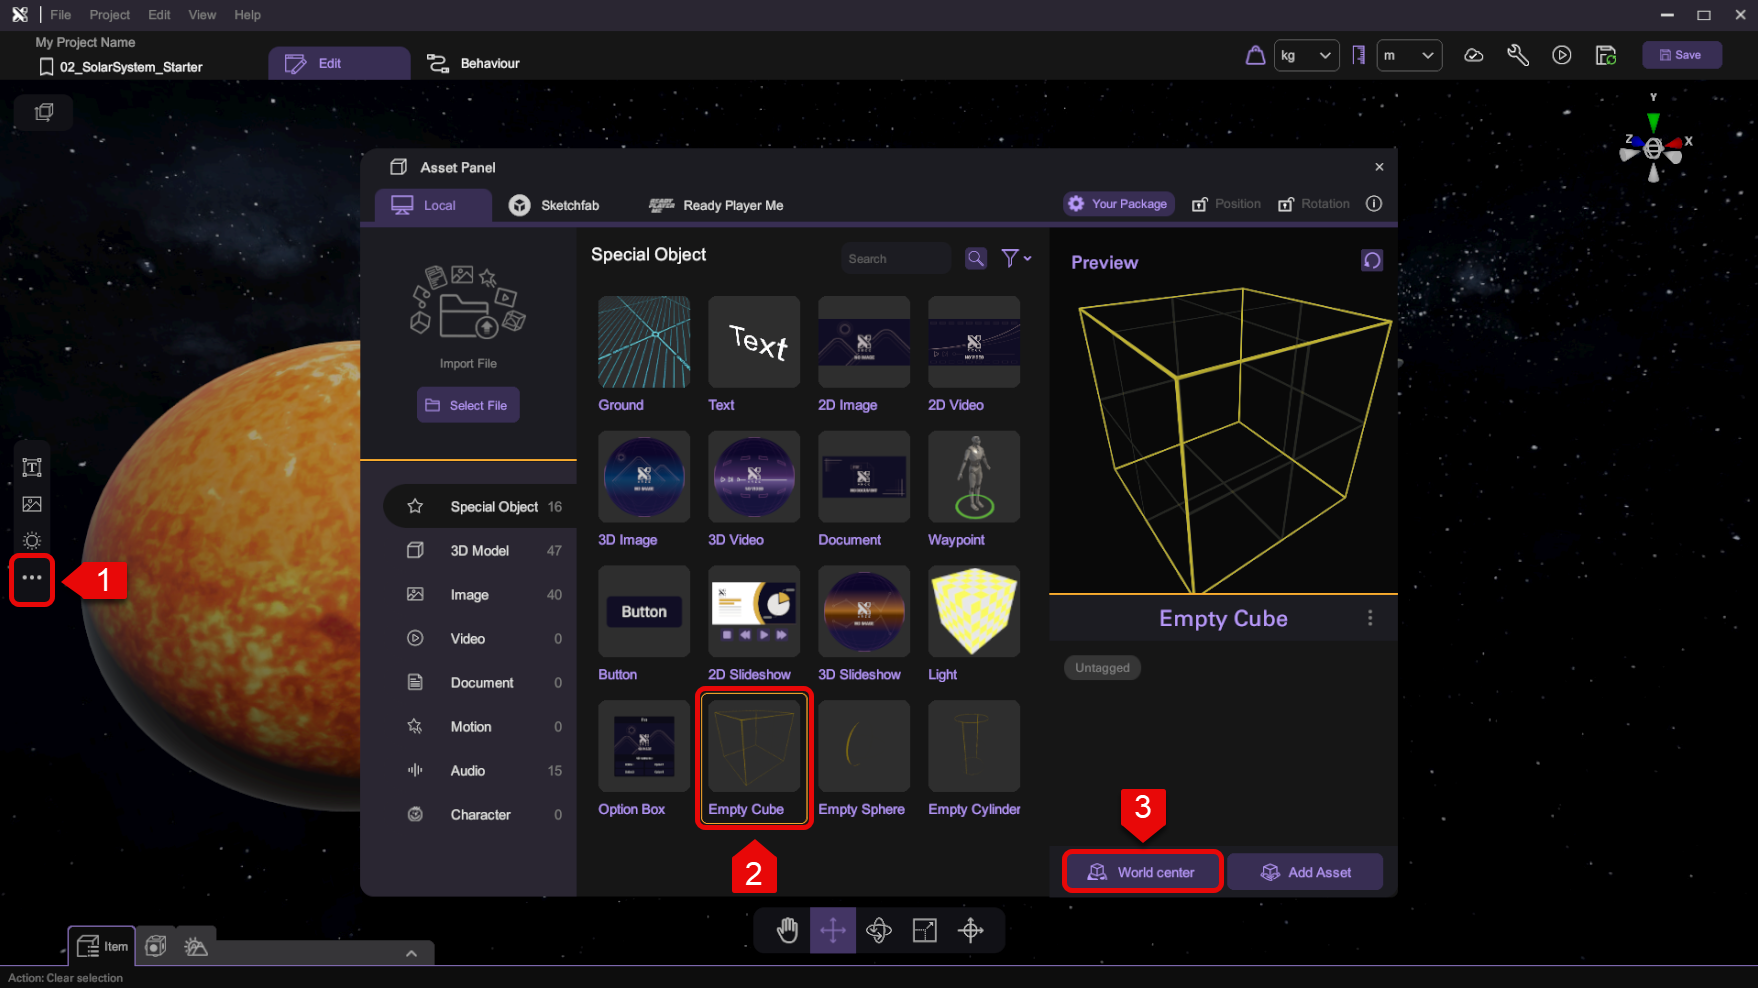 File Project Edit View Help
My Project Name
02_SolarSystem_Starter
Edit
Behaviour
kg
m
Save
Y
Z
X
Asset Panel
Local
Sketchfab
READY PLAYER ME
Ready Player Me
Your Package
Position
Rotation
Import File
Select File
Special Object 16
3D Model 47
Image 40
Video 0
Document 0
Motion 0
Audio 15
Character 0
Special Object
Search
Text
Ground
Text
2D Image
2D Video
3D Image
3D Video
Document
Waypoint
Button
Button
2D Slideshow
3D Slideshow
Light
Option Box
Empty Cube
Empty Sphere
Empty Cylinder
Preview
Empty Cube
Untagged
World center
Add Asset
1
2
3
Item
Action: Clear selection